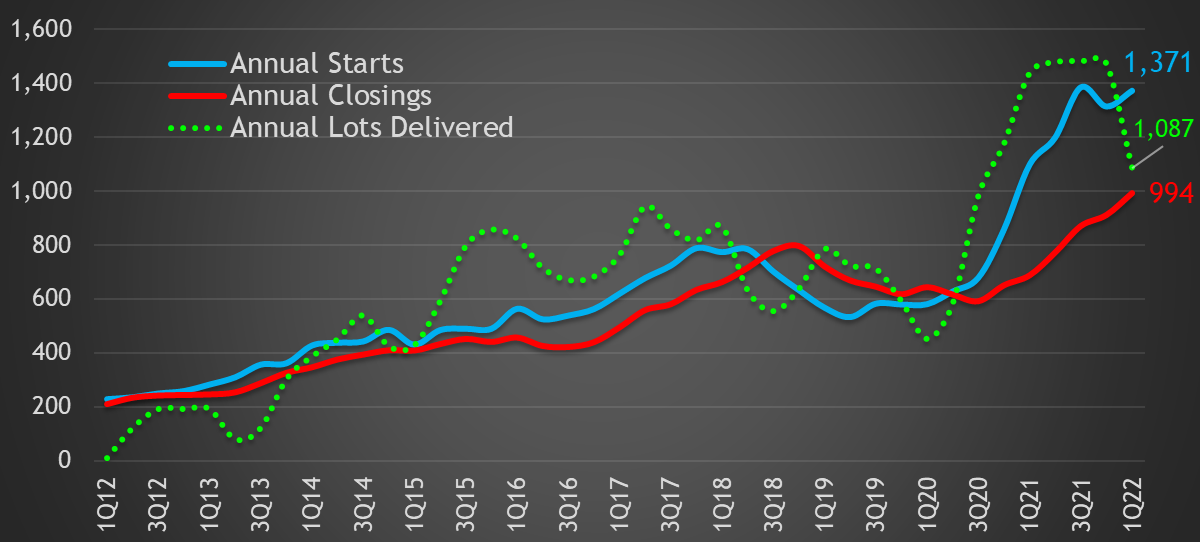 1,600
1,400
1,200
1,000
800
600
400
200
0
Annual Starts
Annual Closings
Annual Lots Delivered
1,371
1,087
994
1Q12
3Q12
1Q13
3Q13
1Q14
3Q14
1Q15
3Q15
1Q16
3Q16
1Q17
3Q17
1Q18
3Q18
1Q19
3Q19
1Q20
3Q20
1Q21
3Q21
1Q22